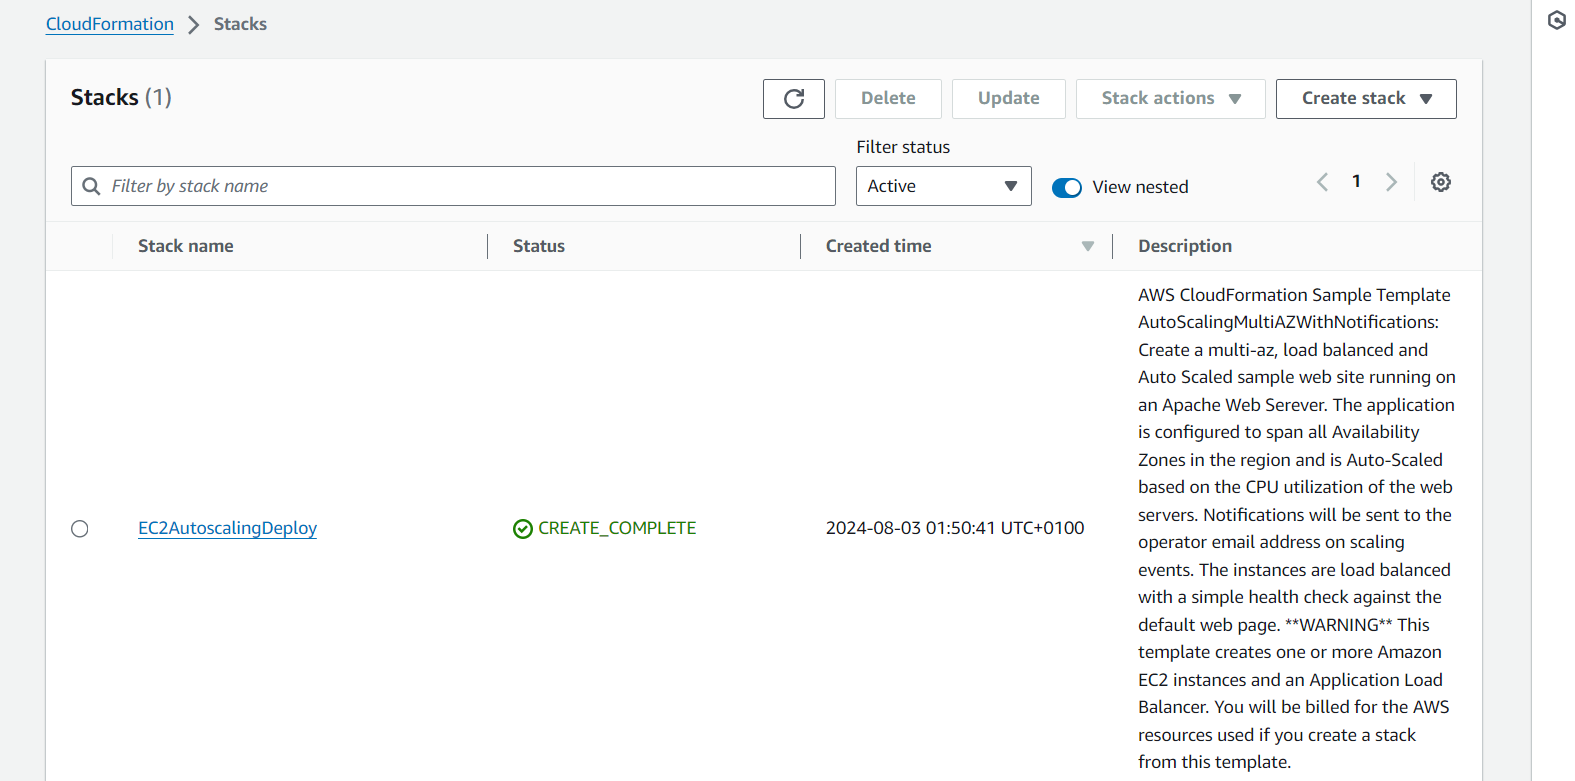 CloudFormation > Stacks
Stacks (1)
Delete
Update
Stack actions
Create stack
Filter status
Filter by stack name
Active
View nested
1
Stack name
Status
Created time
Description
EC2AutoscalingDeploy
CREATE_COMPLETE
2024-08-03 01:50:41 UTC+0100
AWS CloudFormation Sample Template
AutoScalingMultiAZWithNotifications:
Create a multi-az, load balanced and
Auto Scaled sample web site running on
an Apache Web Serever. The application
is configured to span all Availability
Zones in the region and is Auto-Scaled
based on the CPU utilization of the web
servers. Notifications will be sent to the
operator email address on scaling
events. The instances are load balanced
with a simple health check against the
default web page. **WARNING** This
template creates one or more Amazon
EC2 instances and an Application Load
Balancer. You will be billed for the AWS
resources used if you create a stack
from this template.